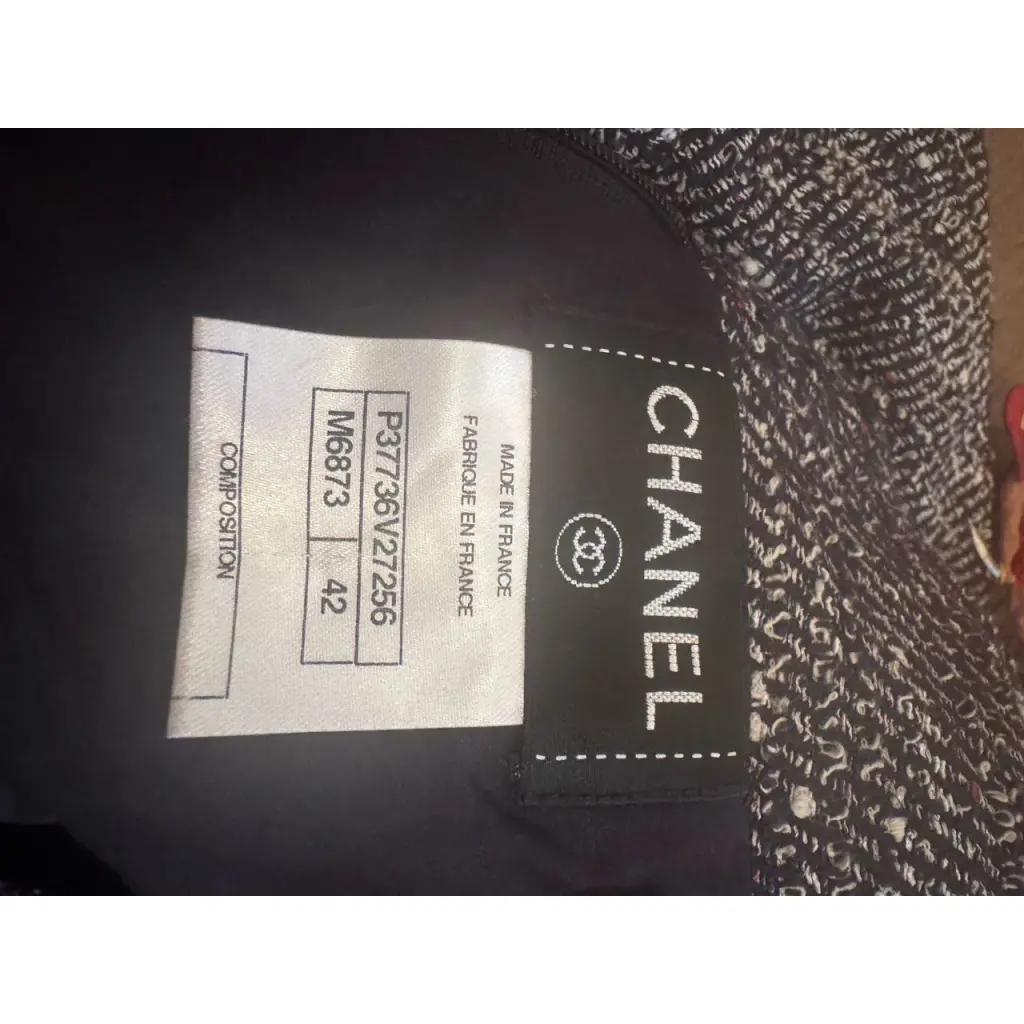 CHANEL
MADE IN FRANCE
FABRIQUE EN FRANCE
P37736V27256
M6873 42
COMPOSITION